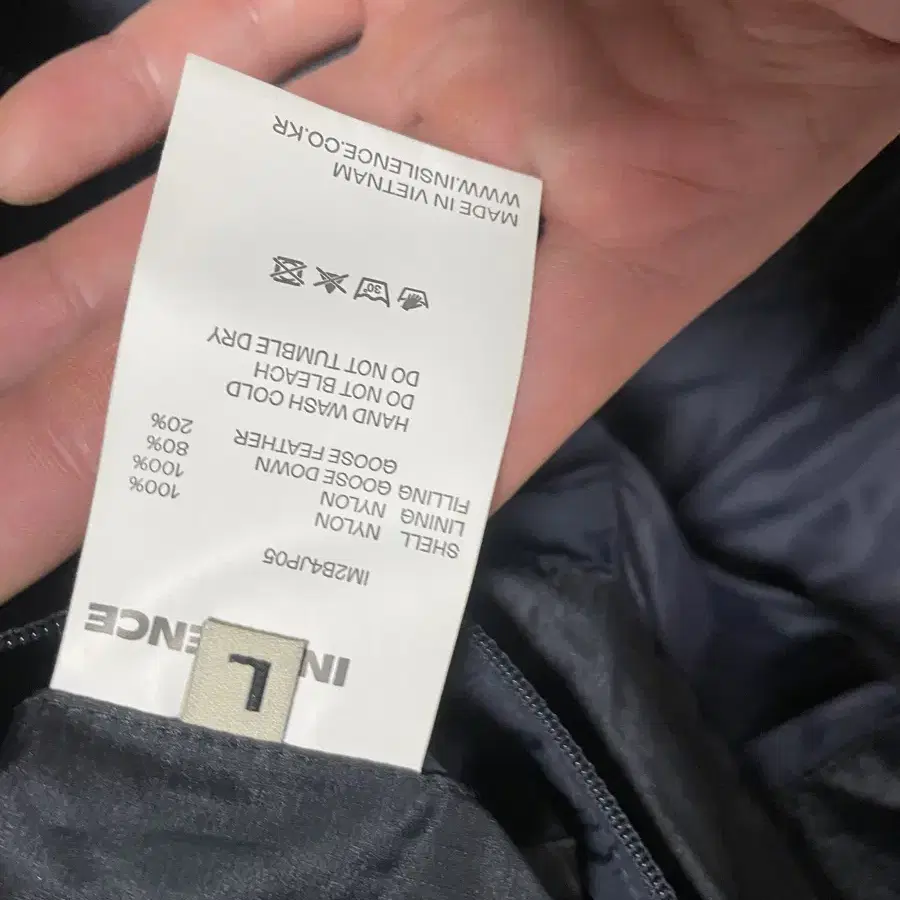 IN ENCE
L
IM2B4JP05
SHELL NYLON 100%
LINING NYLON 100%
FILLING GOOSE DOWN 80%
GOOSE FEATHER 20%
HAND WASH COLD
DO NOT BLEACH
DO NOT TUMBLE DRY
30°
MADE IN VIETNAM
WWW.INSILENCE.CO.KR